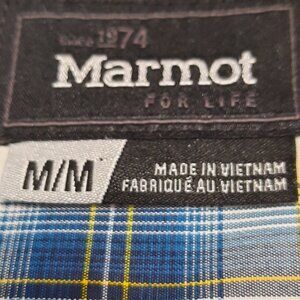 SINCE 1974
Marmot
FOR LIFE
M/M
MADE IN VIETNAM
FABRIQUÉ AU VIETNAM